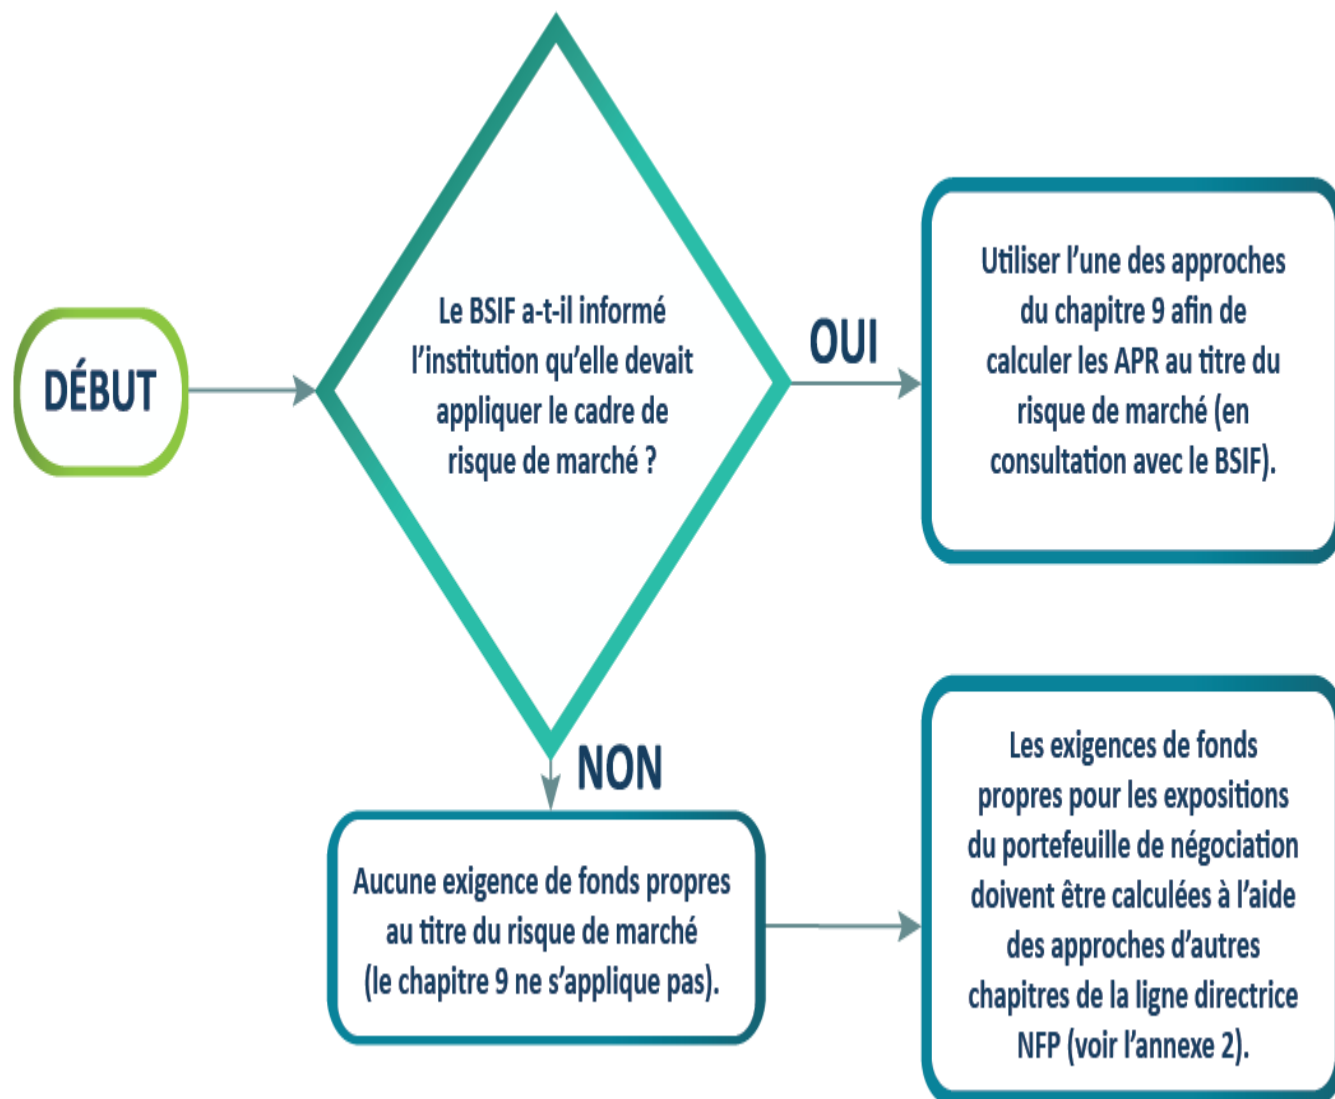 DÉBUT
Le BSIF a-t-il informé
l’institution qu’elle devait
appliquer le cadre de
risque de marché ?
OUI
Utiliser l’une des approches
du chapitre 9 afin de
calculer les APR au titre du
risque de marché (en
consultation avec le BSIF).
NON
Aucune exigence de fonds propres
au titre du risque de marché
(le chapitre 9 ne s’applique pas).
Les exigences de fonds
propres pour les expositions
du portefeuille de négociation
doivent être calculées à l’aide
des approches d’autres
chapitres de la ligne directrice
NFP (voir l’annexe 2).